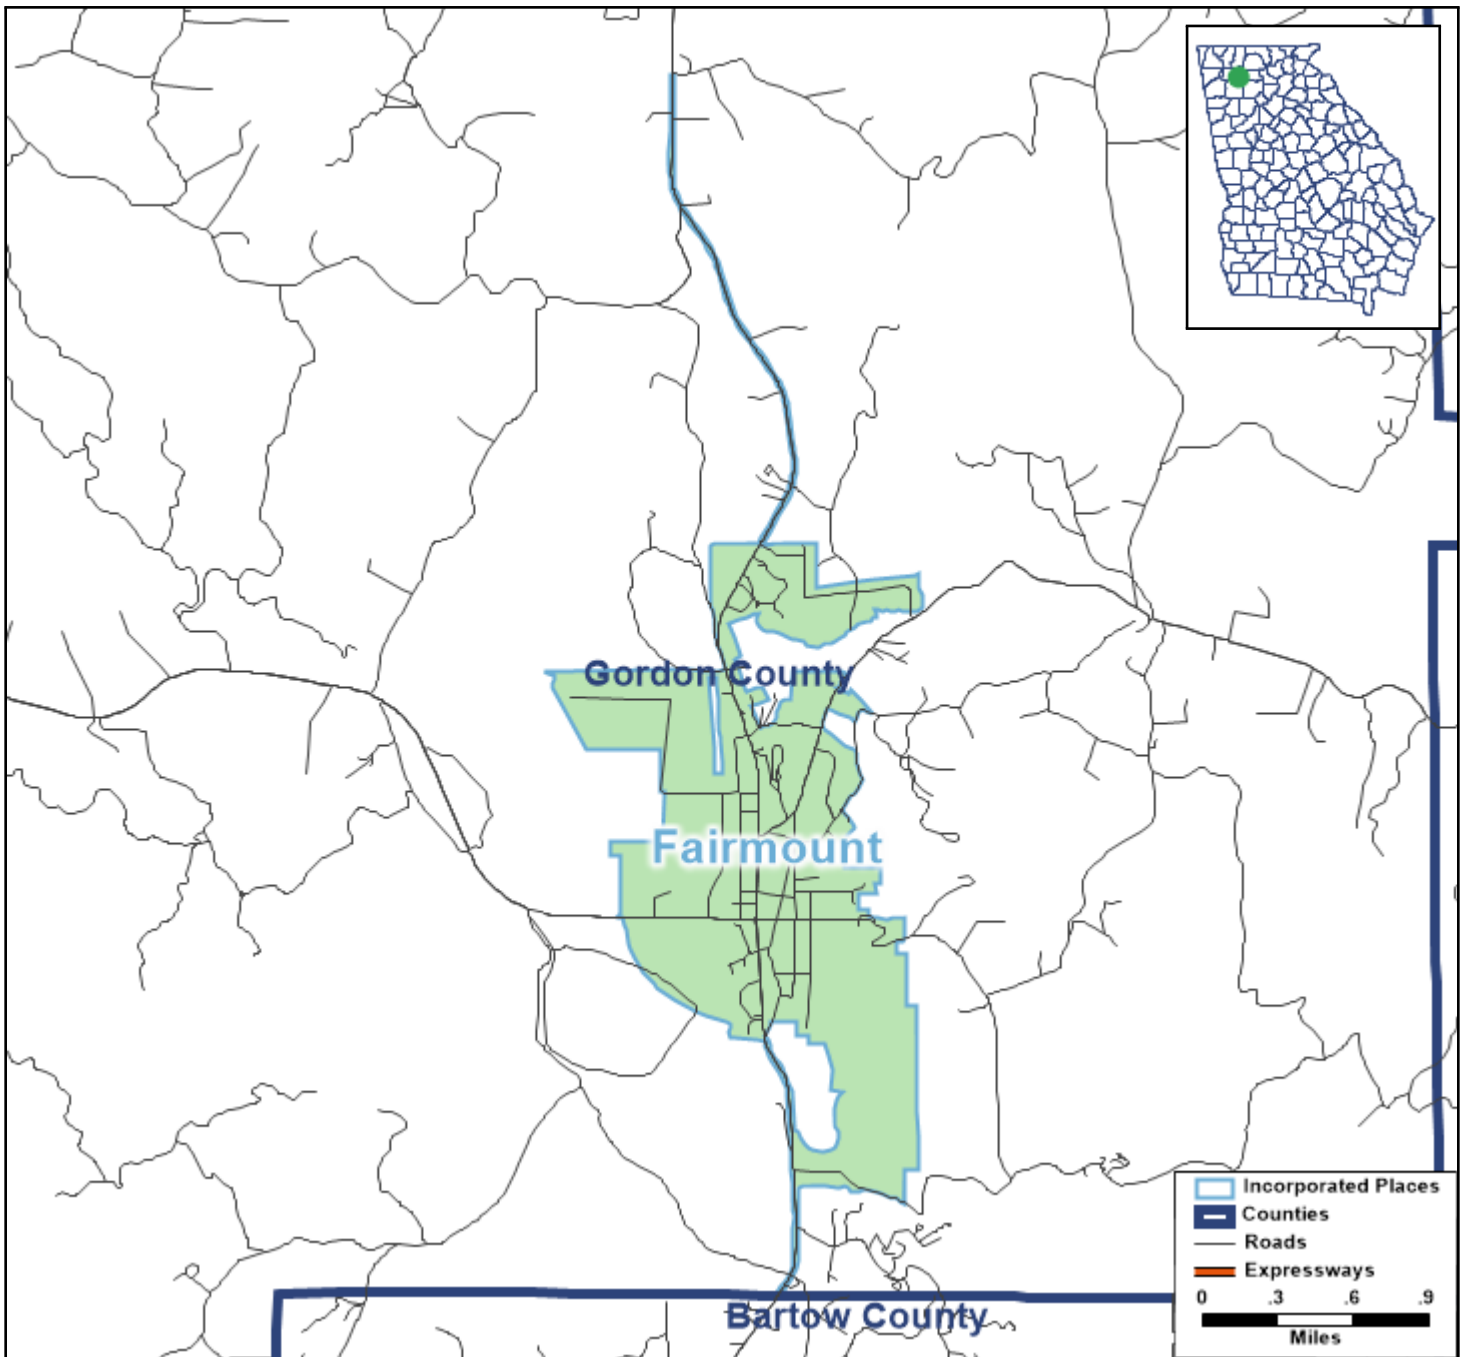 Gordon County
Fairmount
Bartow County
Incorporated Places
Counties
Roads
Expressways
0 .3 .6 .9
Miles